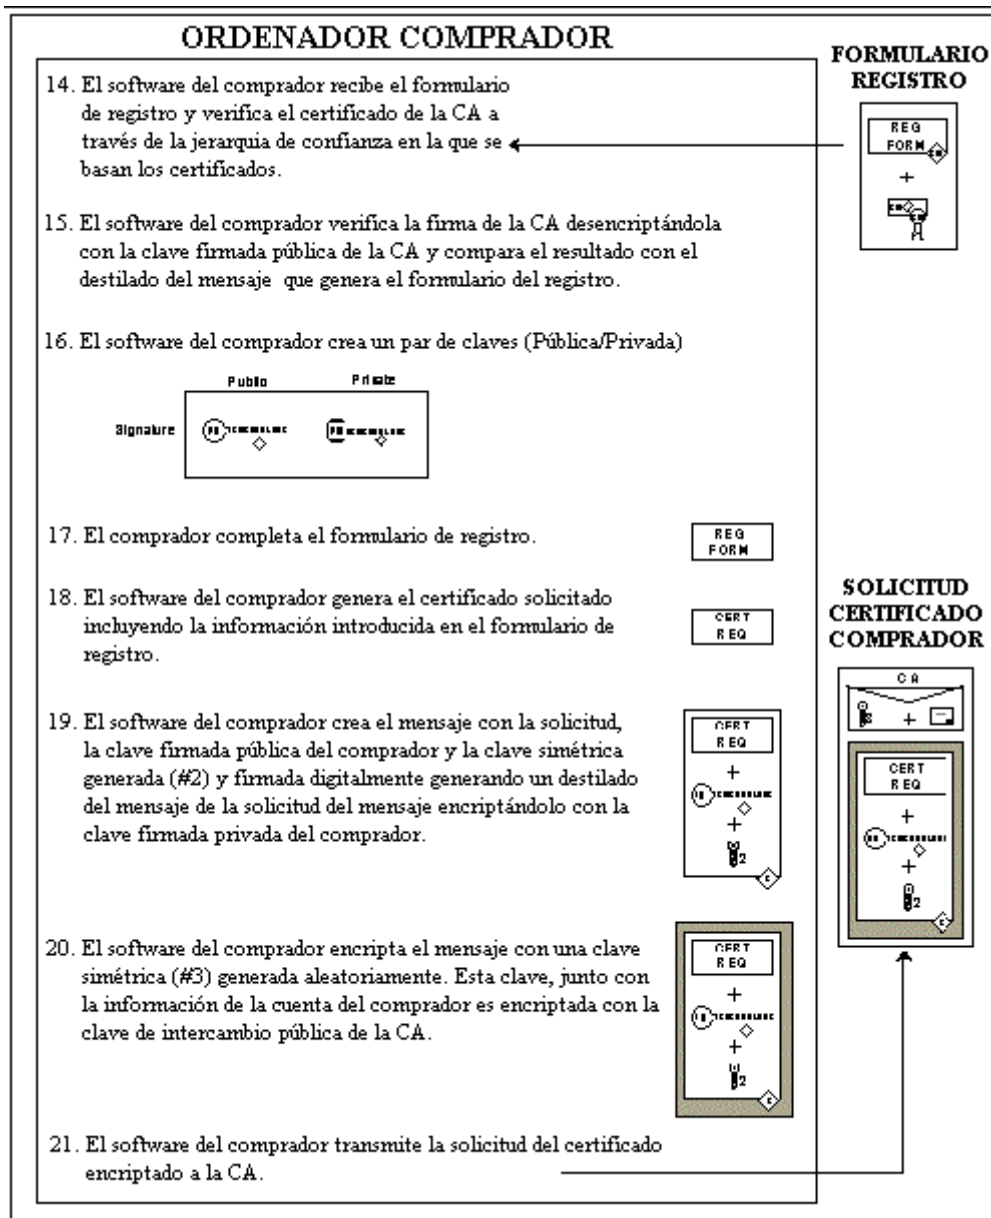 ORDENADOR COMPRADOR
14. El software del comprador recibe el formulario
de registro y verifica el certificado de la CA a
través de la jerarquia de confianza en la que se
basan los certificados.
FORMULARIO
REGISTRO
REG
FORM
+
15. El software del comprador verifica la firma de la CA desencriptándola
con la clave firmada pública de la CA y compara el resultado con el
destilado del mensaje que genera el formulario del registro.
16. El software del comprador crea un par de claves (Pública/Privada)
Public Private
Signature
17. El comprador completa el formulario de registro.
REG
FORM
18. El software del comprador genera el certificado solicitado
incluyendo la información introducida en el formulario de
registro.
CERT
REQ
19. El software del comprador crea el mensaje con la solicitud,
la clave firmada pública del comprador y la clave simétrica
generada (#2) y firmada digitalmente generando un destilado
del mensaje de la solicitud del mensaje encriptándolo con la
clave firmada privada del comprador.
CERT
REQ
+
+
2
C
20. El software del comprador encripta el mensaje con una clave
simétrica (#3) generada aleatoriamente. Esta clave, junto con
la información de la cuenta del comprador es encriptada con la
clave de intercambio pública de la CA.
CERT
REQ
+
+
2
C
21. El software del comprador transmite la solicitud del certificado
encriptado a la CA.
SOLICITUD
CERTIFICADO
COMPRADOR
CA
3 +
CERT
REQ
+
+
2
C